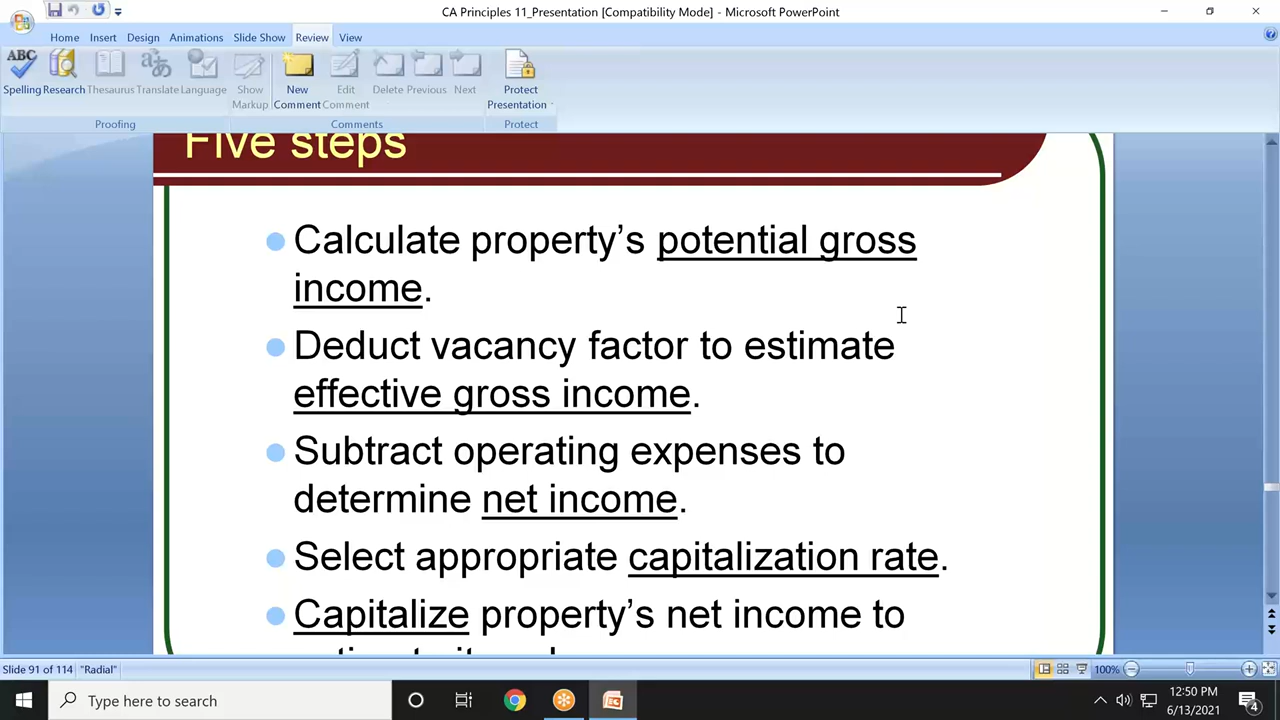 CA Principles 11_Presentation [Compatibility Mode] - Microsoft PowerPoint
Home Insert Design Animations Slide Show Review View
ABC
Spelling Research Thesaurus Translate Language
Show Markup
New Comment
Edit Comment
Delete Previous Next
Protect Presentation
Proofing Comments Protect
Five steps
Calculate property’s potential gross
income.
Deduct vacancy factor to estimate
effective gross income.
Subtract operating expenses to
determine net income.
Select appropriate capitalization rate.
Capitalize property’s net income to
Slide 91 of 114 "Radial" 100%
Type here to search
12:50 PM
6/13/2021
4